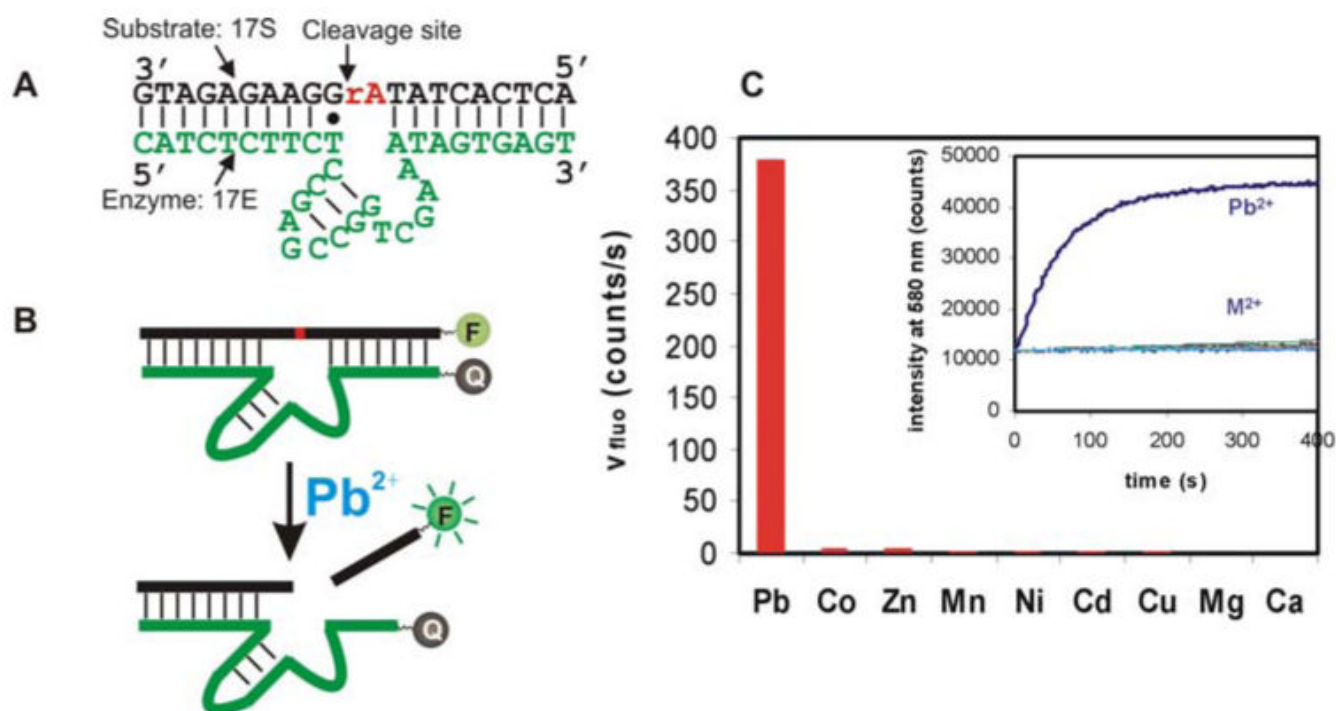 A
Substrate: 17S
Cleavage site
3′
5′
GTAGAGAAGGrATATCACTCA
CATCTCTTCT
ATAGTGAGT
5′
3′
Enzyme: 17E
CCCGAGCCGGTCGAA
B
F
Q
Pb2+
F
Q
C
400
350
300
250
200
150
100
50
0
Vfluo (counts/s)
Pb Co Zn Mn Ni Cd Cu Mg Ca
50000
40000
30000
20000
10000
0
intensity at 580 nm (counts)
Pb2+
M2+
0 100 200 300 400
time (s)